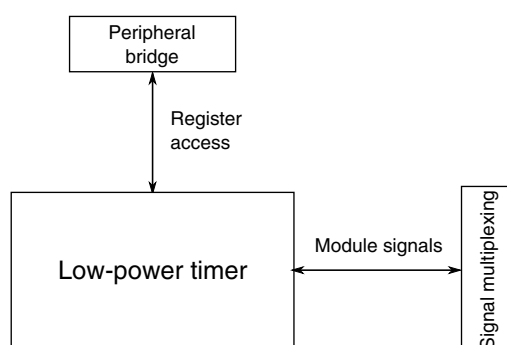 Peripheral
bridge
Register
access
Low-power timer
Module signals
Signal multiplexing